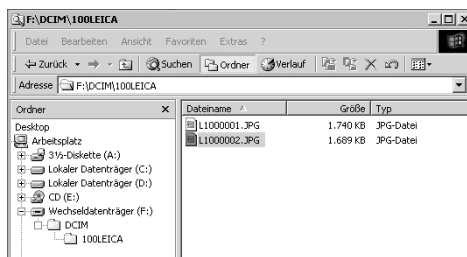 F:\DCIM\100LEICA
Datei Bearbeiten Ansicht Favoriten Extras ?
Zurück Suchen Ordner Verlauf
Adresse F:\DCIM\100LEICA
Ordner x
Dateiname Größe Typ
Desktop
Arbeitsplatz
3½-Diskette (A:)
Lokaler Datenträger (C:)
Lokaler Datenträger (D:)
CD (E:)
Wechseldatenträger (F:)
DCIM
100LEICA
L1000001.JPG 1.740 KB JPG-Datei
L1000002.JPG 1.689 KB JPG-Datei